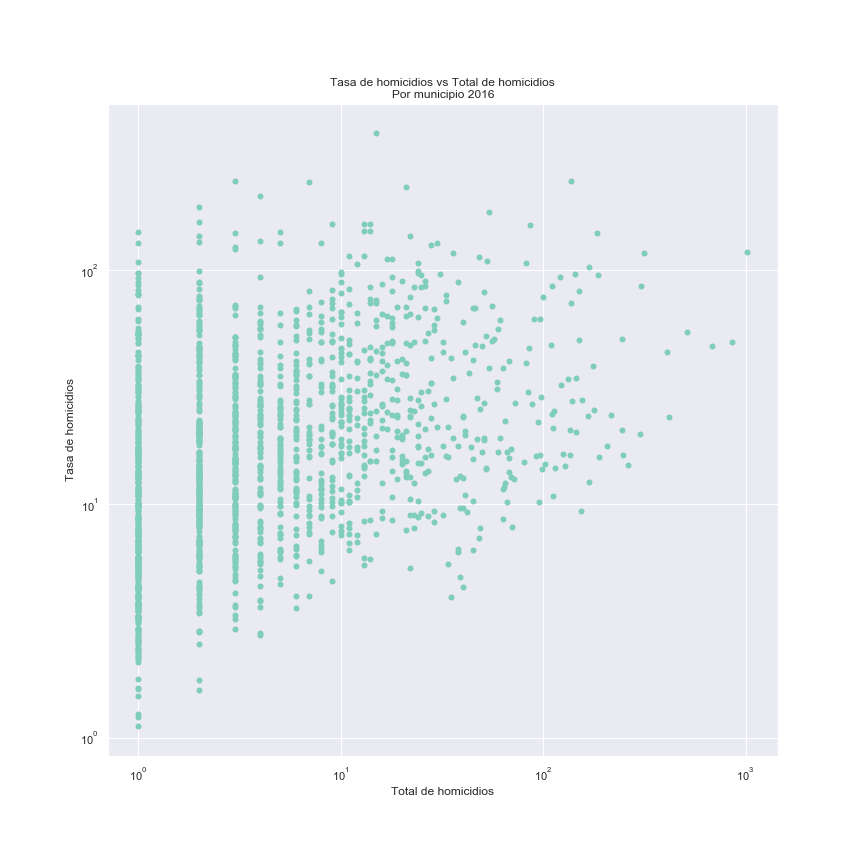 Tasa de homicidios vs Total de homicidios
Por municipio 2016
Tasa de homicidios
10²
10¹
10⁰
10⁰ 10¹ 10² 10³
Total de homicidios